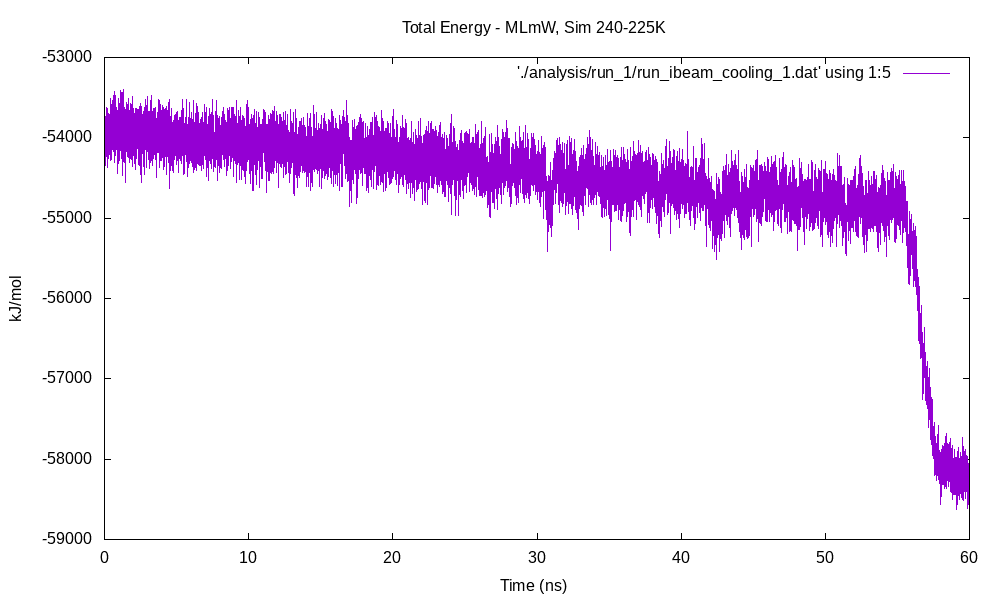 Total Energy - MLmW, Sim 240-225K
'./analysis/run_1/run_ibeam_cooling_1.dat' using 1:5
-53000
-54000
-55000
-56000
-57000
-58000
-59000
kJ/mol
0 10 20 30 40 50 60
Time (ns)